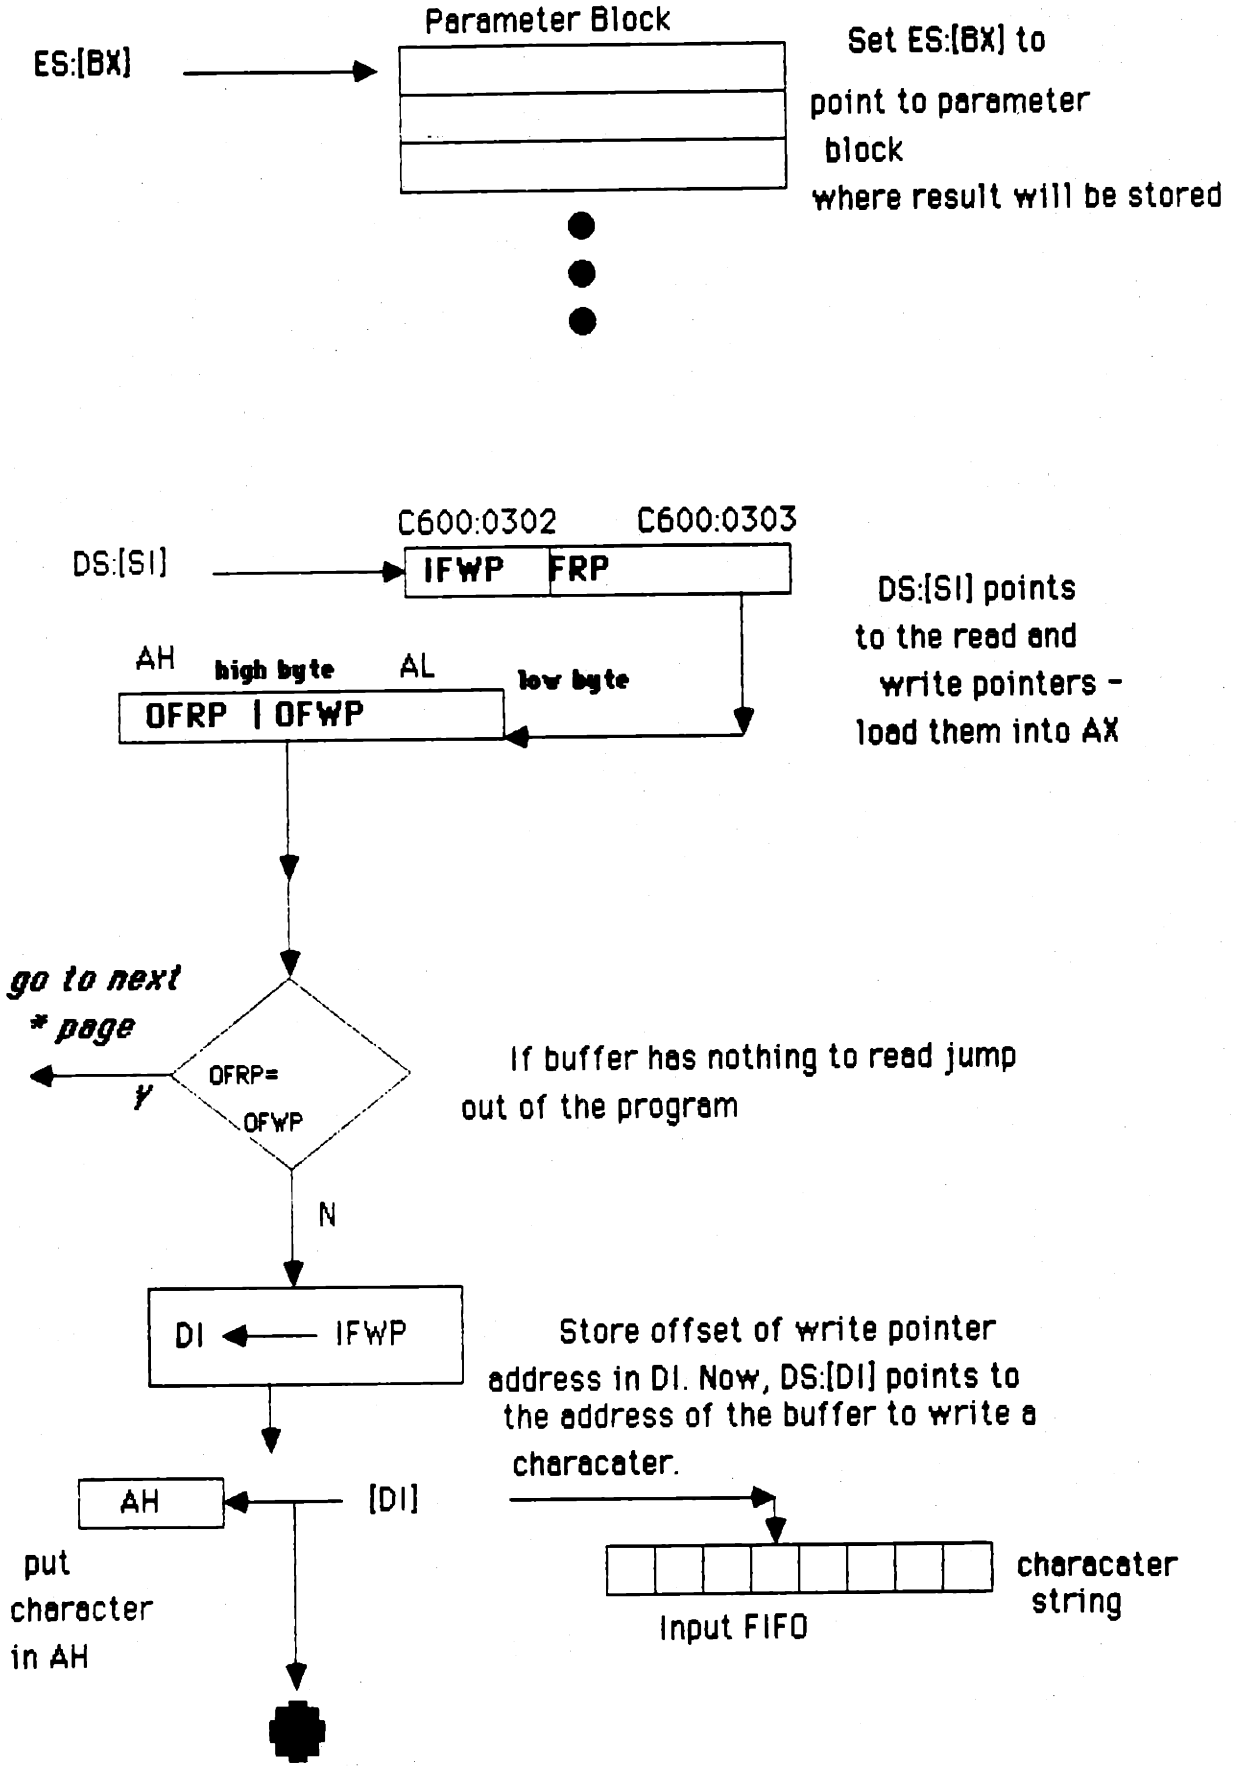 Parameter Block
ES:[BX]
Set ES:[BX] to
point to parameter
block
where result will be stored
C600:0302 C600:0303
DS:[SI]
IFWP FRP
DS:[SI] points
to the read and
write pointers -
load them into AX
AH high byte AL low byte
OFRP | OFWP
go to next
* page
Y
OFRP=
OFWP
If buffer has nothing to read jump
out of the program
N
DI IFWP
Store offset of write pointer
address in DI. Now, DS:[DI] points to
the address of the buffer to write a
characater.
AH [DI]
put
character
in AH
characater
string
Input FIFO